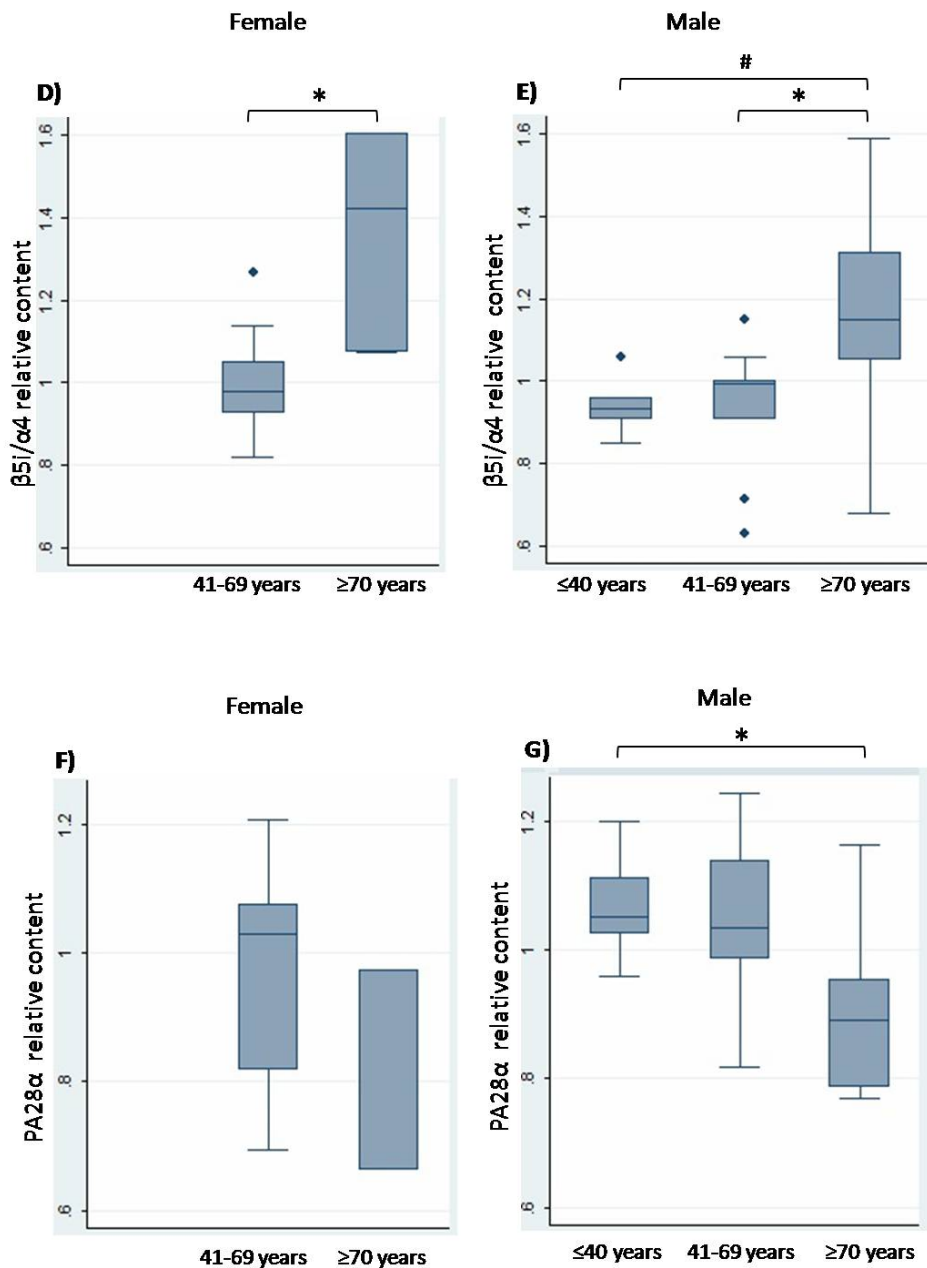 Female
Male
D)
*
E)
#
*
β5i/α4 relative content
1.6
1.4
1.2
1
.8
.6
41-69 years
≥70 years
β5i/α4 relative content
1.6
1.4
1.2
1
.8
.6
≤40 years
41-69 years
≥70 years
Female
Male
F)
G)
*
PA28α relative content
1.2
1
.8
.6
41-69 years
≥70 years
PA28α relative content
1.2
1
.8
.6
≤40 years
41-69 years
≥70 years